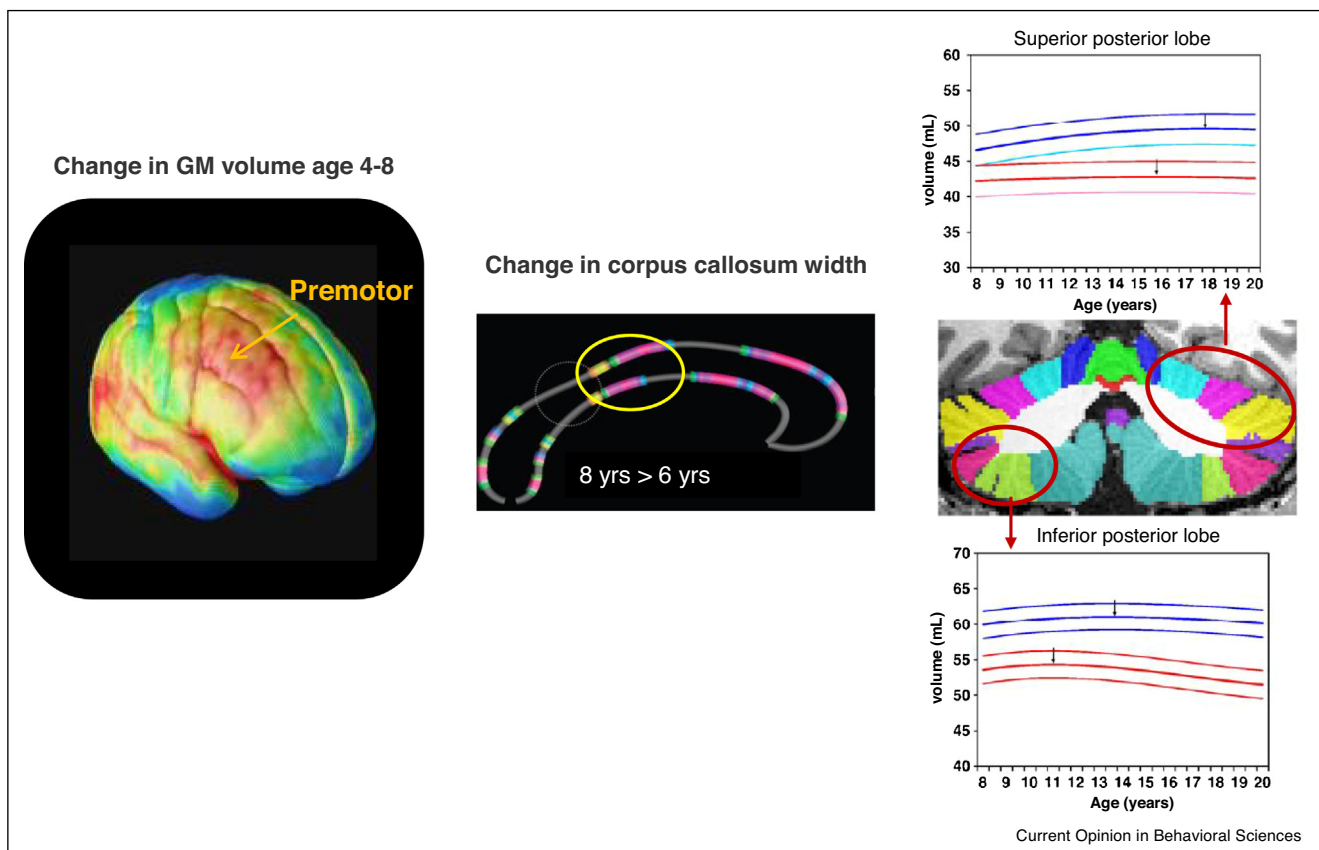 Change in GM volume age 4-8
Premotor
Change in corpus callosum width
8 yrs > 6 yrs
Superior posterior lobe
volume (mL)
60
55
50
45
40
35
30
8 9 10 11 12 13 14 15 16 17 18 19 20
Age (years)
Inferior posterior lobe
volume (mL)
70
65
60
55
50
45
40
8 9 10 11 12 13 14 15 16 17 18 19 20
Age (years)
Current Opinion in Behavioral Sciences